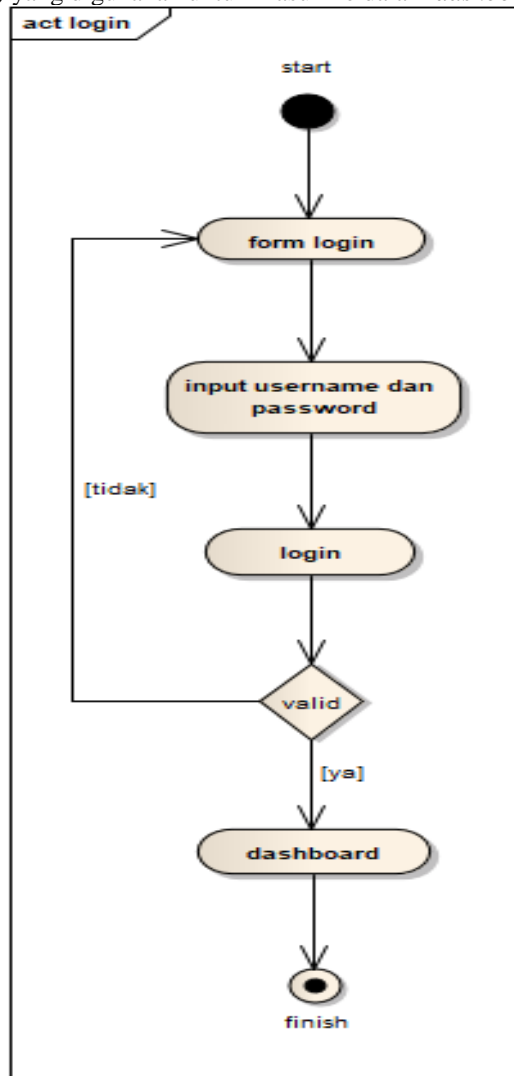 act login
start
form login
input username dan
password
[tidak]
login
valid
[ya]
dashboard
finish